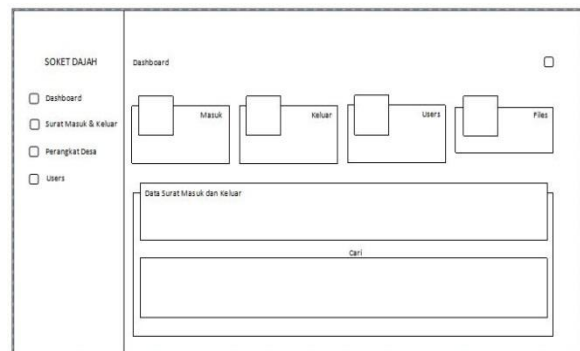 SOKET DAJAH
Dashboard
Surat Masuk & Keluar
Perangkat Desa
Users
Dashboard
Masuk
Keluar
Users
Files
Data Surat Masuk dan Keluar
Cari